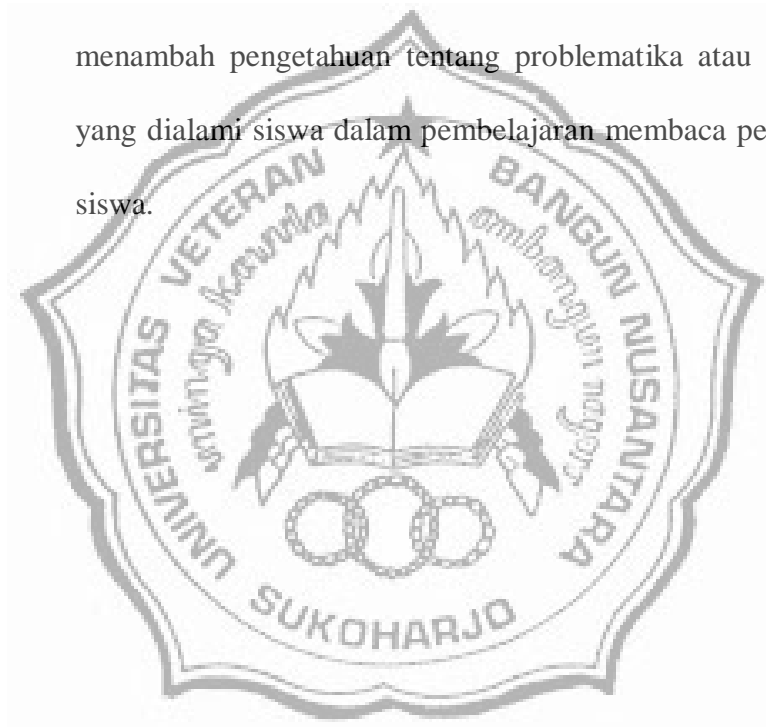 menambah pengetahuan tentang problematika atau
yang dialami siswa dalam pembelajaran membaca pe
siswa.
UNIVERSITAS VETERAN BANGUN NUSANTARA
SUKOHARJO